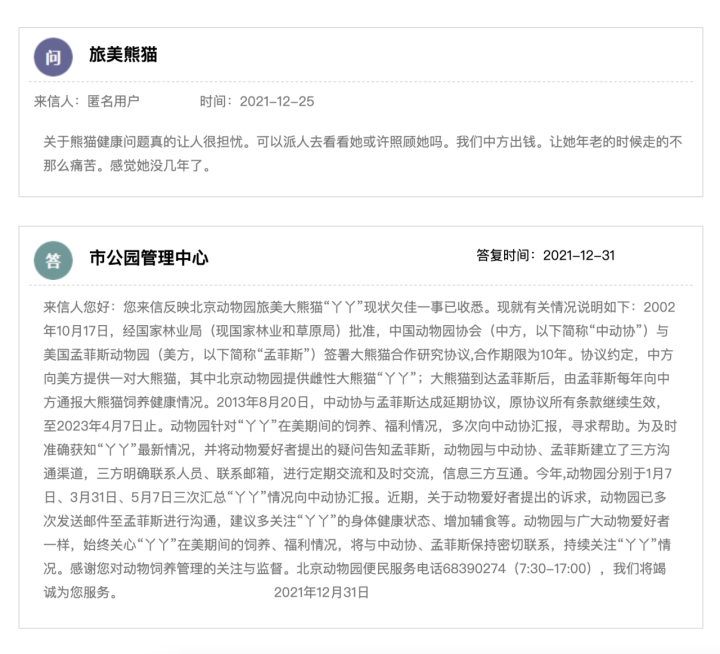 问 旅美熊猫
来信人：匿名用户 时间：2021-12-25
关于熊猫健康问题真的让人很担忧。可以派人去看看她或许照顾她吗。我们中方出钱。让她年老的时候走的不
那么痛苦。感觉她没几年了。
答 市公园管理中心 答复时间：2021-12-31
来信人您好：您来信反映北京动物园旅美大熊猫“丫丫”现状欠佳一事已收悉。现就有关情况说明如下：2002
年10月17日，经国家林业局（现国家林业和草原局）批准，中国动物园协会（中方，以下简称“中动协”）与
美国孟菲斯动物园（美方，以下简称“孟菲斯”）签署大熊猫合作研究协议,合作期限为10年。协议约定，中方
向美方提供一对大熊猫，其中北京动物园提供雌性大熊猫“丫丫”；大熊猫到达孟菲斯后，由孟菲斯每年向中
方通报大熊猫饲养健康情况。2013年8月20日，中动协与孟菲斯达成延期协议，原协议所有条款继续生效，
至2023年4月7日止。动物园针对“丫丫”在美期间的饲养、福利情况，多次向中动协汇报，寻求帮助。为及时
准确获知“丫丫”最新情况，并将动物爱好者提出的疑问告知孟菲斯，动物园与中动协、孟菲斯建立了三方沟
通渠道，三方明确联系人员、联系邮箱，进行定期交流和及时交流，信息三方互通。今年,动物园分别于1月7
日、3月31日、5月7日三次汇总“丫丫”情况向中动协汇报。近期，关于动物爱好者提出的诉求，动物园已多
次发送邮件至孟菲斯进行沟通，建议多关注“丫丫”的身体健康状态、增加辅食等。动物园与广大动物爱好者
一样，始终关心“丫丫”在美期间的饲养、福利情况，将与中动协、孟菲斯保持密切联系，持续关注“丫丫”情
况。感谢您对动物饲养管理的关注与监督。北京动物园便民服务电话68390274（7:30-17:00），我们将竭
诚为您服务。 2021年12月31日